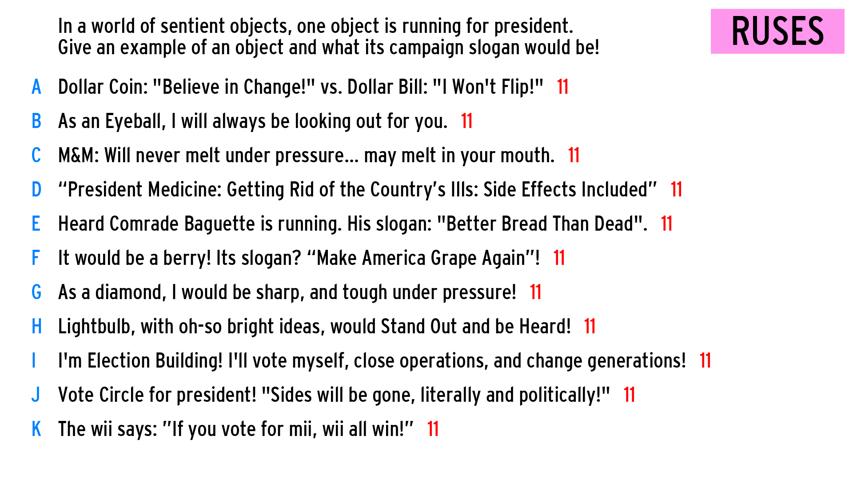 In a world of sentient objects, one object is running for president.
RUSES
Give an example of an object and what its campaign slogan would be!
A Dollar Coin: "Believe in Change!" vs. Dollar Bill: "I Won't Flip!" 11
B As an Eyeball, I will always be looking out for you. 11
C M&M: Will never melt under pressure... may melt in your mouth. 11
D “President Medicine: Getting Rid of the Country’s Ills: Side Effects Included” 11
E Heard Comrade Baguette is running. His slogan: "Better Bread Than Dead". 11
F It would be a berry! Its slogan? “Make America Grape Again”! 11
G As a diamond, I would be sharp, and tough under pressure! 11
H Lightbulb, with oh-so bright ideas, would Stand Out and be Heard! 11
I I'm Election Building! I'll vote myself, close operations, and change generations! 11
J Vote Circle for president! "Sides will be gone, literally and politically!" 11
K The wii says: ”If you vote for mii, wii all win!” 11